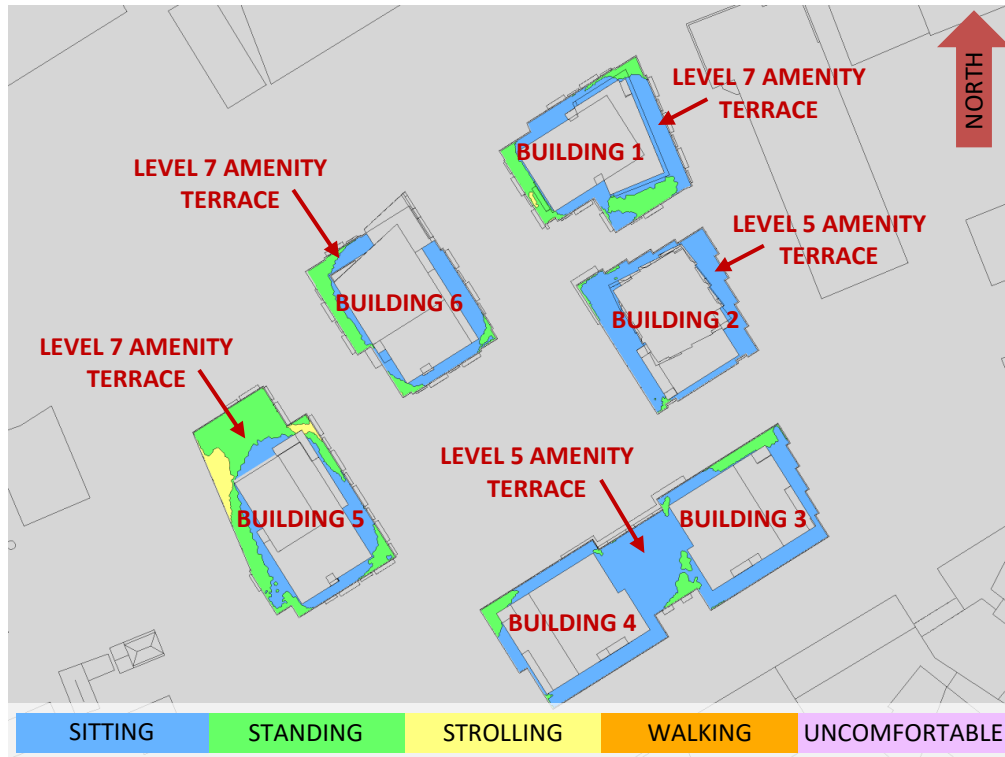 NORTH
LEVEL 7 AMENITY
TERRACE
BUILDING 1
LEVEL 7 AMENITY
TERRACE
LEVEL 5 AMENITY
TERRACE
BUILDING 6
BUILDING 2
LEVEL 7 AMENITY
TERRACE
LEVEL 5 AMENITY
TERRACE
BUILDING 5
BUILDING 3
BUILDING 4
SITTING
STANDING
STROLLING
WALKING
UNCOMFORTABLE